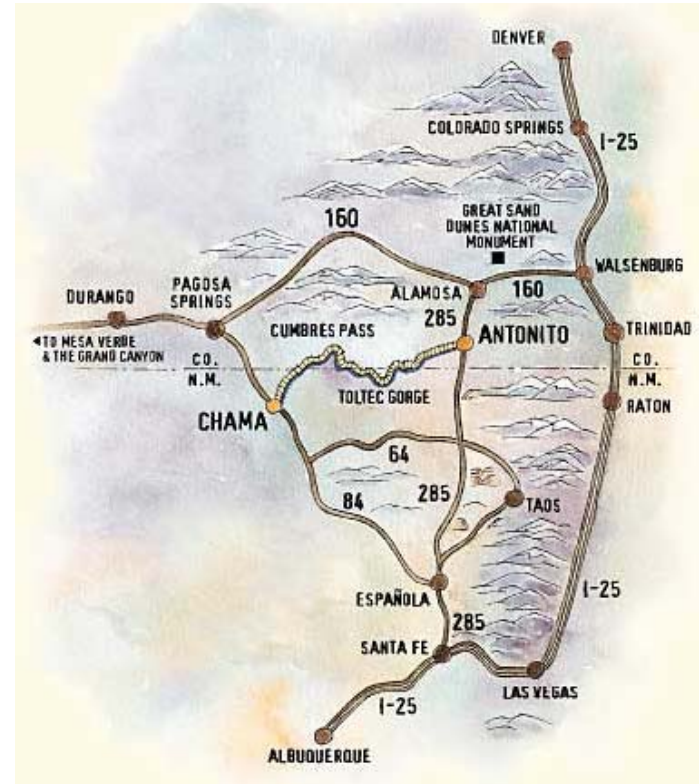 DENVER
COLORADO SPRINGS
I-25
160
GREAT SAND
DUNES NATIONAL
MONUMENT
WALSENBURG
PAGOSA
SPRINGS
DURANGO
ALAMOSA
160
285
CUMBRES PASS
ANTONITO
TRINIDAD
◄TO MESA VERDE
& THE GRAND CANYON
CO.
N.M.
CO.
N.M.
TOLTEC GORGE
RATON
CHAMA
64
84
285
TAOS
ESPAÑOLA
I-25
285
SANTA FE
LAS VEGAS
I-25
ALBUQUERQUE